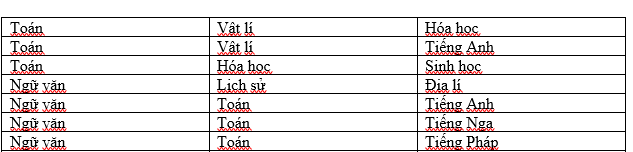 Toán Vật lí Hóa học
Toán Vật lí Tiếng Anh
Toán Hóa học Sinh học
Ngữ văn Lịch sử Địa lí
Ngữ văn Toán Tiếng Anh
Ngữ văn Toán Tiếng Nga
Ngữ văn Toán Tiếng Pháp